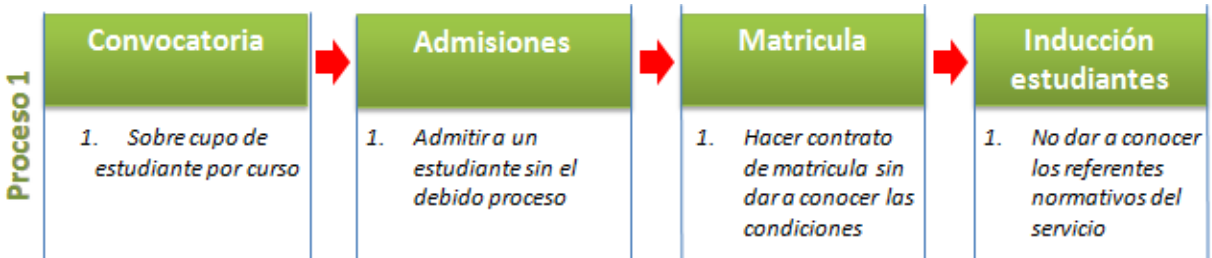 Proceso 1
Convocatoria
1. Sobre cupo de
estudiante por curso
Admisiones
1. Admitir a un
estudiante sin el
debido proceso
Matricula
1. Hacer contrato
de matricula sin
dar a conocer las
condiciones
Inducción
estudiantes
1. No dar a conocer
los referentes
normativos del
servicio